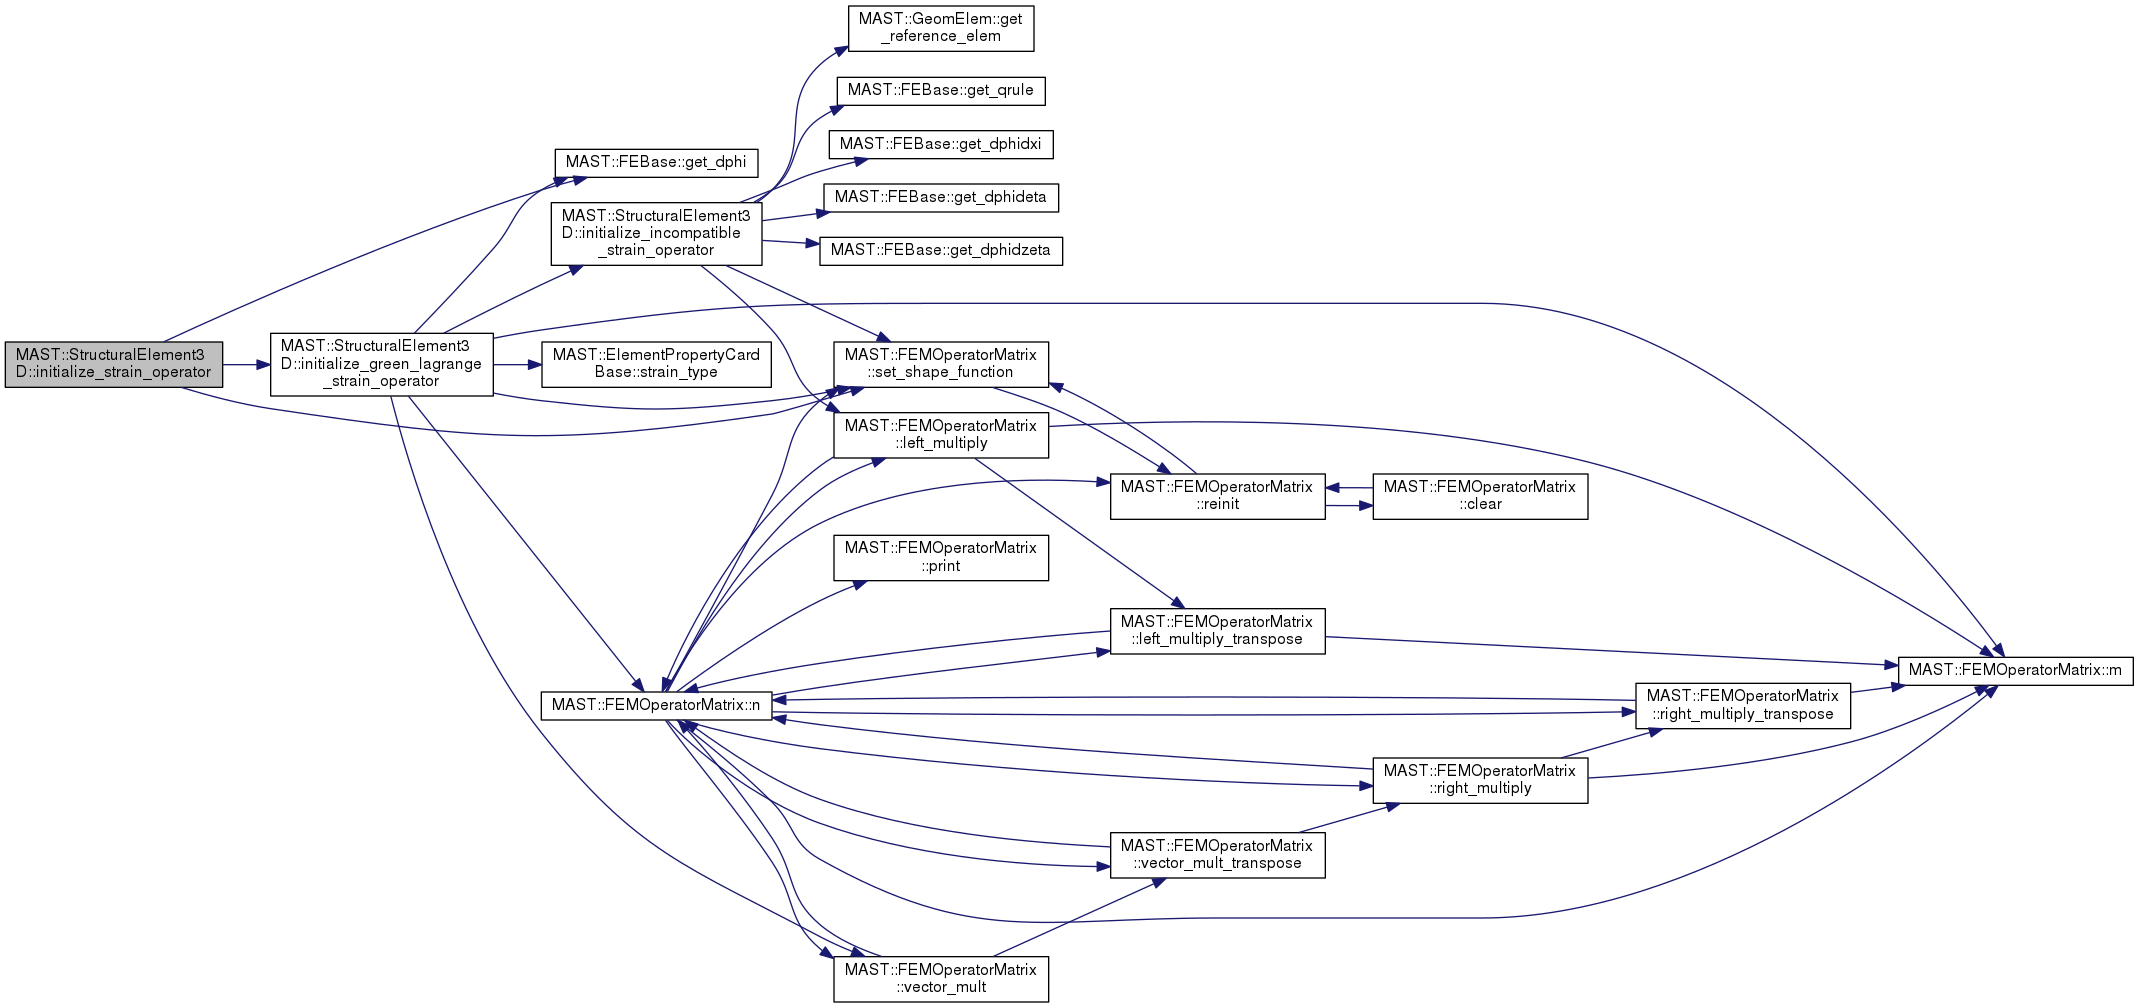 MAST::GeomElem::get
_reference_elem
MAST::FEBase::get_qrule
MAST::FEBase::get_dphidxi
MAST::FEBase::get_dphi
MAST::FEBase::get_dphideta
MAST::StructuralElement3
D::initialize_incompatible
_strain_operator
MAST::FEBase::get_dphidzeta
MAST::StructuralElement3
D::initialize_strain_operator
MAST::StructuralElement3
D::initialize_green_lagrange
_strain_operator
MAST::ElementPropertyCard
Base::strain_type
MAST::FEMOperatorMatrix
::set_shape_function
MAST::FEMOperatorMatrix
::left_multiply
MAST::FEMOperatorMatrix
::reinit
MAST::FEMOperatorMatrix
::clear
MAST::FEMOperatorMatrix
::print
MAST::FEMOperatorMatrix
::left_multiply_transpose
MAST::FEMOperatorMatrix::m
MAST::FEMOperatorMatrix::n
MAST::FEMOperatorMatrix
::right_multiply_transpose
MAST::FEMOperatorMatrix
::right_multiply
MAST::FEMOperatorMatrix
::vector_mult_transpose
MAST::FEMOperatorMatrix
::vector_mult